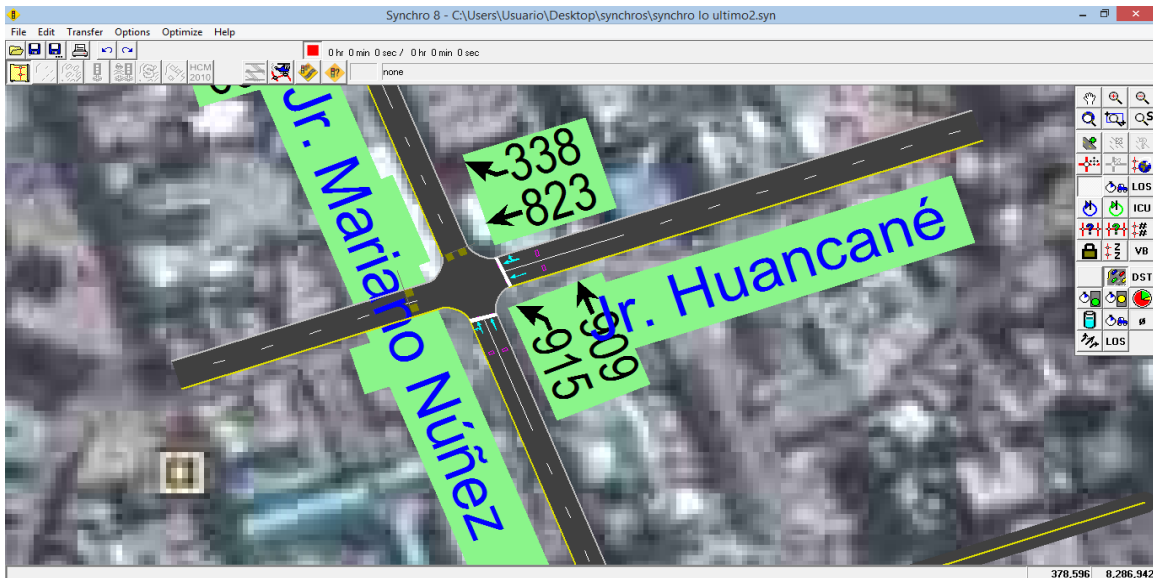 Synchro 8 - C:\Users\Usuario\Desktop\synchros\synchro lo ultimo2.syn
File Edit Transfer Options Optimize Help
0 hr 0 min 0 sec / 0 hr 0 min 0 sec
HCM 2010
none
Jr. Mariano Núñez
338
823
Jr. Huancané
909
915
LOS
ICU
VB
DST
ø
LOS
378,596 8,286,942